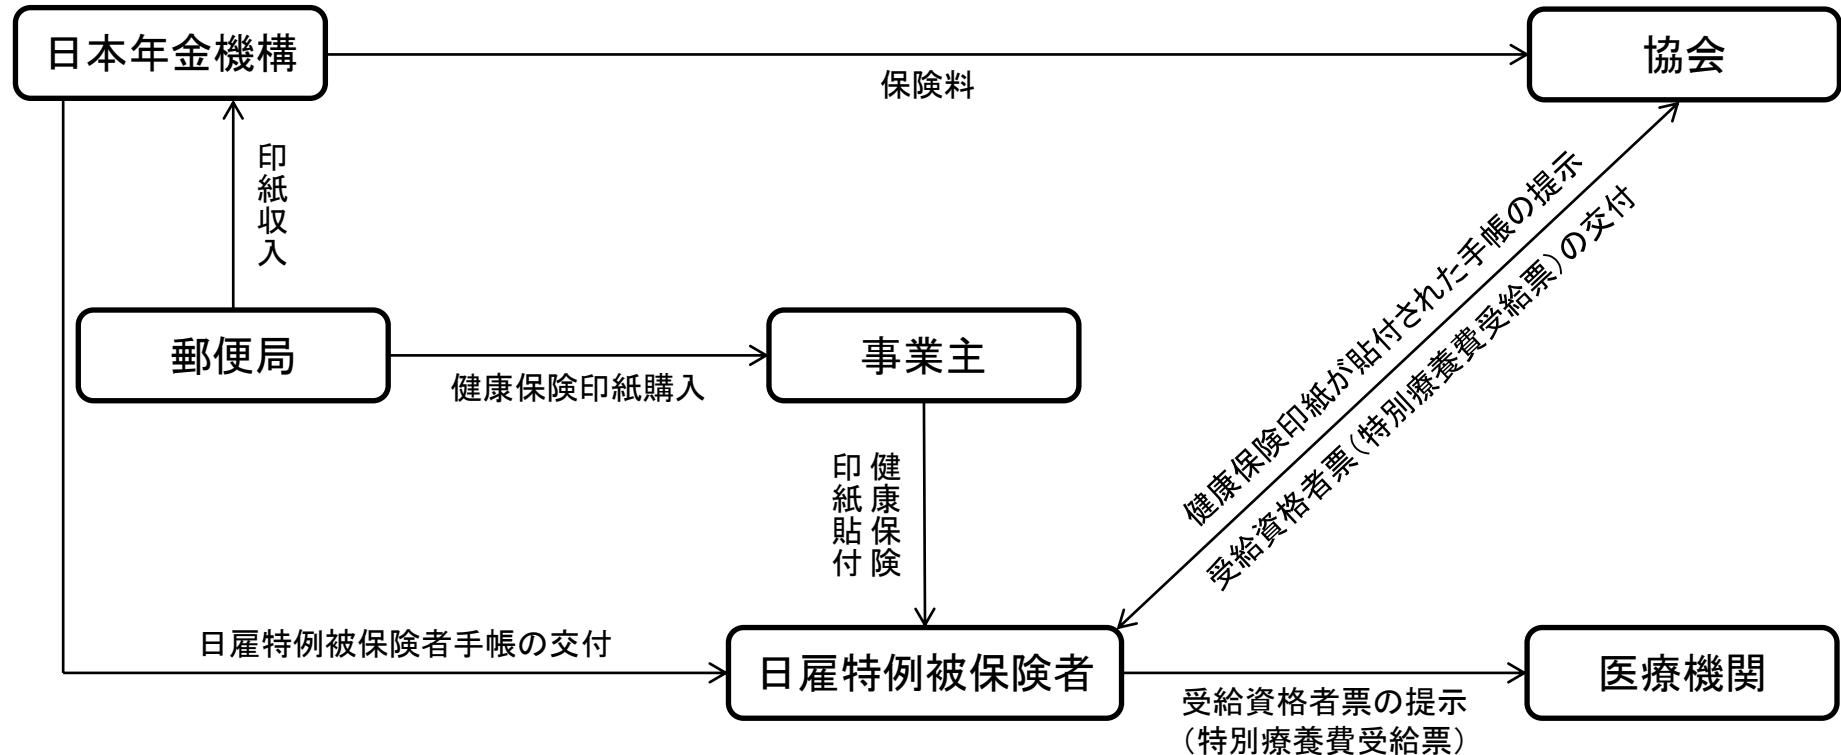 日本年金機構
協会
保険料
印紙収入
郵便局
事業主
健康保険印紙購入
健康保険印紙が貼付された手帳の提示
受給資格者票(特別療養費受給票)の交付
健康保険
印紙貼付
日雇特例被保険者手帳の交付
日雇特例被保険者
医療機関
受給資格者票の提示
(特別療養費受給票)